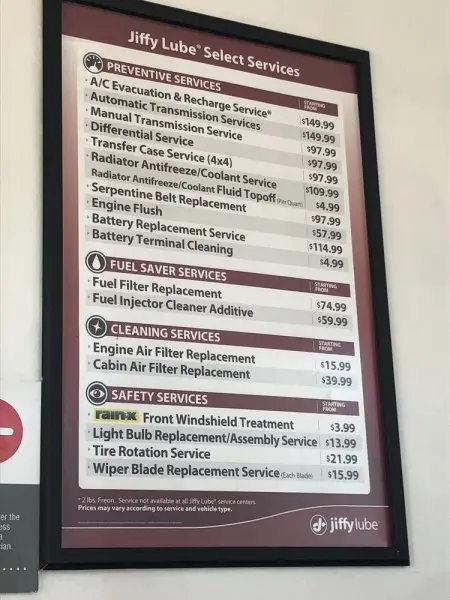 Jiffy Lube® Select Services
PREVENTIVE SERVICES STARTING FROM
· A/C Evacuation & Recharge Service* $149.99
· Automatic Transmission Services $149.99
· Manual Transmission Service $97.99
· Differential Service $97.99
· Transfer Case Service (4x4) $97.99
· Radiator Antifreeze/Coolant Service $109.99
· Radiator Antifreeze/Coolant Fluid Topoff (Per Quart) $4.99
· Serpentine Belt Replacement $97.99
· Engine Flush $57.99
· Battery Replacement Service $114.99
· Battery Terminal Cleaning $4.99
FUEL SAVER SERVICES STARTING FROM
· Fuel Filter Replacement $74.99
· Fuel Injector Cleaner Additive $59.99
CLEANING SERVICES STARTING FROM
· Engine Air Filter Replacement $15.99
· Cabin Air Filter Replacement $39.99
SAFETY SERVICES STARTING FROM
· rain-x Front Windshield Treatment $3.99
· Light Bulb Replacement/Assembly Service $13.99
· Tire Rotation Service $21.99
· Wiper Blade Replacement Service (Each Blade) $15.99
* 2 lbs. Freon. Service not available at all Jiffy Lube® service centers.
Prices may vary according to service and vehicle type.
jiffy lube
er the
ess
a
ian.